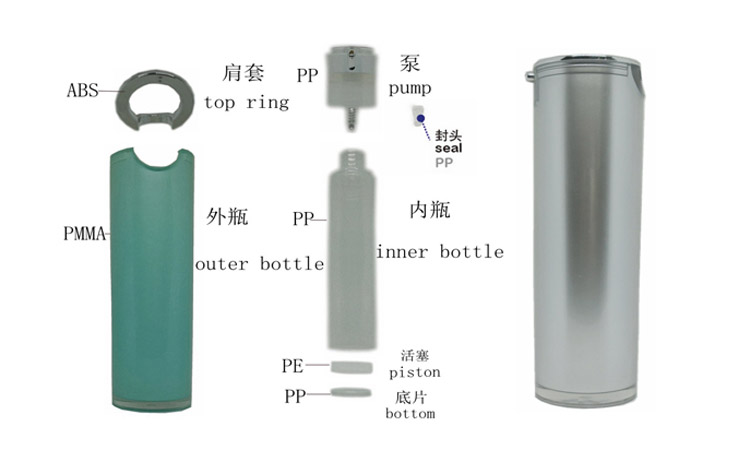 ABS
肩套
top ring
PP
泵
pump
封头
seal
PP
PMMA
外瓶
outer bottle
PP
内瓶
inner bottle
PE
活塞
piston
PP
底片
bottom